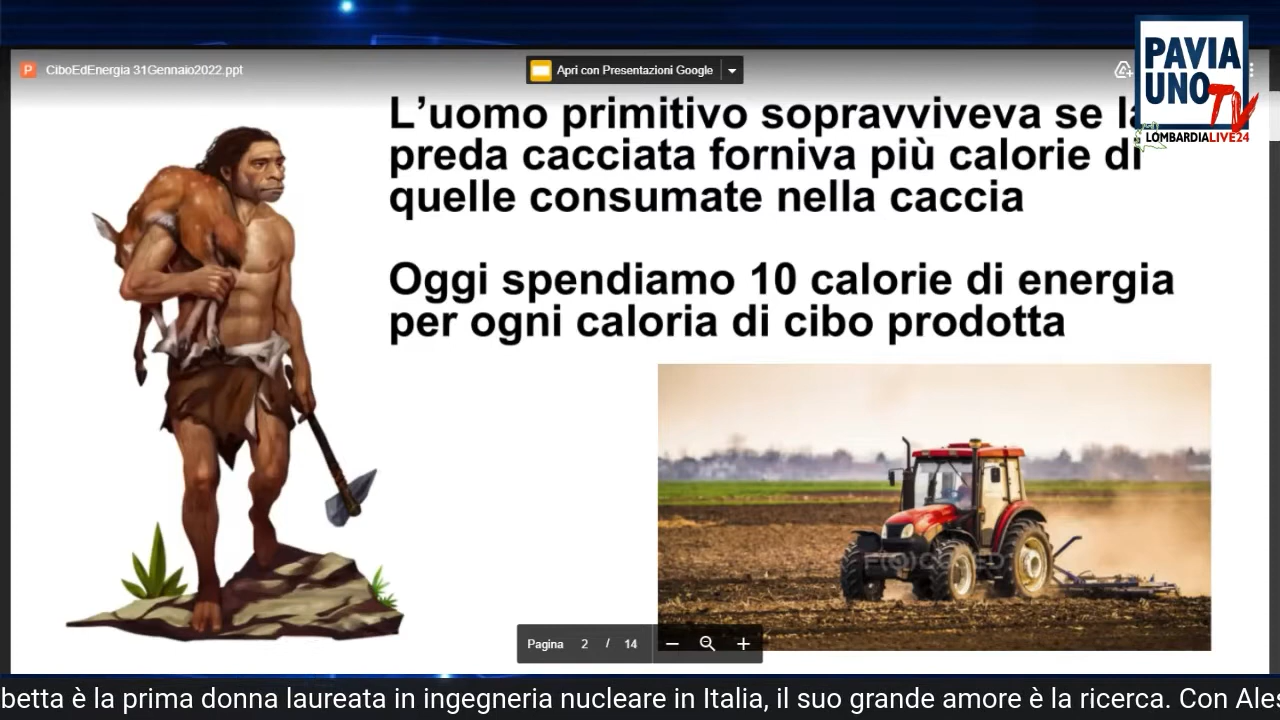 CiboEdEnergia 31Gennaio2022.ppt
Apri con Presentazioni Google
PAVIA
UNO TV
LOMBARDIALIVE24
L'uomo primitivo sopravviveva se la
preda cacciata forniva più calorie di
quelle consumate nella caccia
Oggi spendiamo 10 calorie di energia
per ogni caloria di cibo prodotta
Pagina 2 / 14
betta è la prima donna laureata in ingegneria nucleare in Italia, il suo grande amore è la ricerca. Con Ales